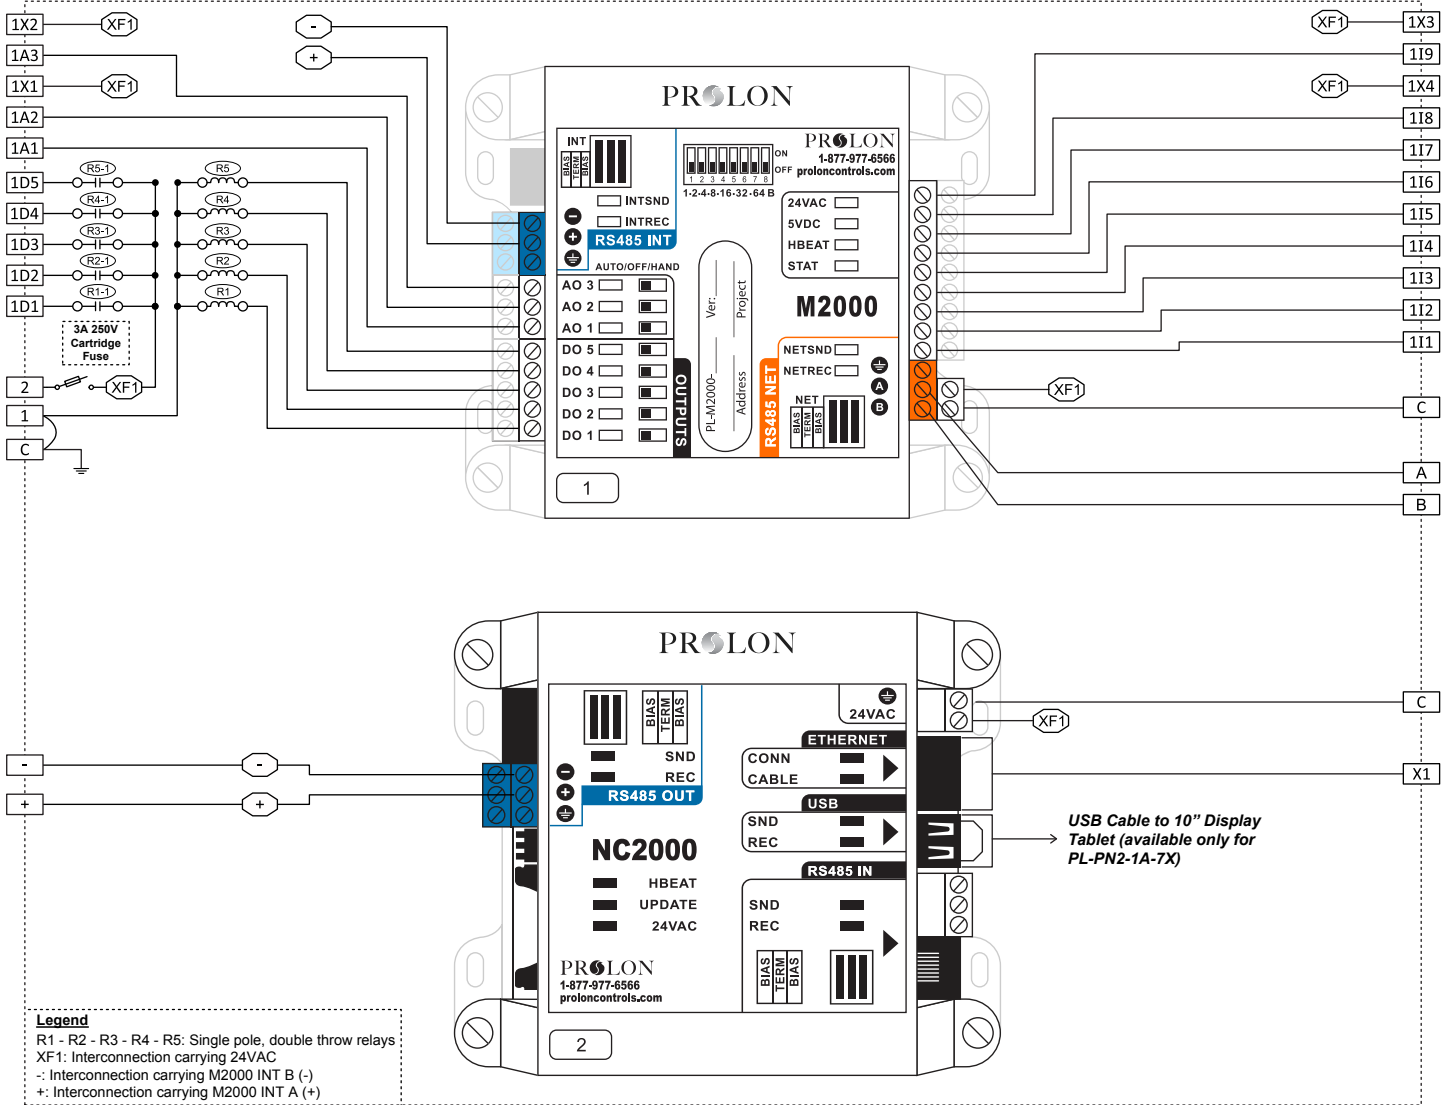 1X2
XF1
1A3
1X1
XF1
1A2
1A1
1D5
R5-1
R5
1D4
R4-1
R4
1D3
R3-1
R3
1D2
R2-1
R2
1D1
R1-1
R1
3A 250V
Cartridge
Fuse
2
XF1
1
C
-
+
PROLON
INT
BIAS
TERM
BIAS
INTSND
INTREC
RS485 INT
1 2 3 4 5 6 7 8
ON
OFF
1-2-4-8-16-32-64 B
PROLON
1-877-977-6566
proloncontrols.com
24VAC
5VDC
HBEAT
STAT
AUTO/OFF/HAND
AO 3
AO 2
AO 1
DO 5
DO 4
DO 3
DO 2
DO 1
OUTPUTS
PL-M2000-
Ver:
Address
Project
M2000
RS485 NET
NETSND
NETREC
NET
BIAS
TERM
BIAS
A
B
1
XF1
1X3
1I9
XF1
1X4
1I8
1I7
1I6
1I5
1I4
1I3
1I2
1I1
XF1
C
A
B
PROLON
BIAS
TERM
BIAS
SND
REC
RS485 OUT
24VAC
ETHERNET
CONN
CABLE
USB
SND
REC
RS485 IN
SND
REC
BIAS
TERM
BIAS
NC2000
HBEAT
UPDATE
24VAC
PROLON
1-877-977-6566
proloncontrols.com
2
-
-
+
+
C
XF1
X1
USB Cable to 10” Display
Tablet (available only for
PL-PN2-1A-7X)
Legend
R1 - R2 - R3 - R4 - R5: Single pole, double throw relays
XF1: Interconnection carrying 24VAC
-: Interconnection carrying M2000 INT B (-)
+: Interconnection carrying M2000 INT A (+)